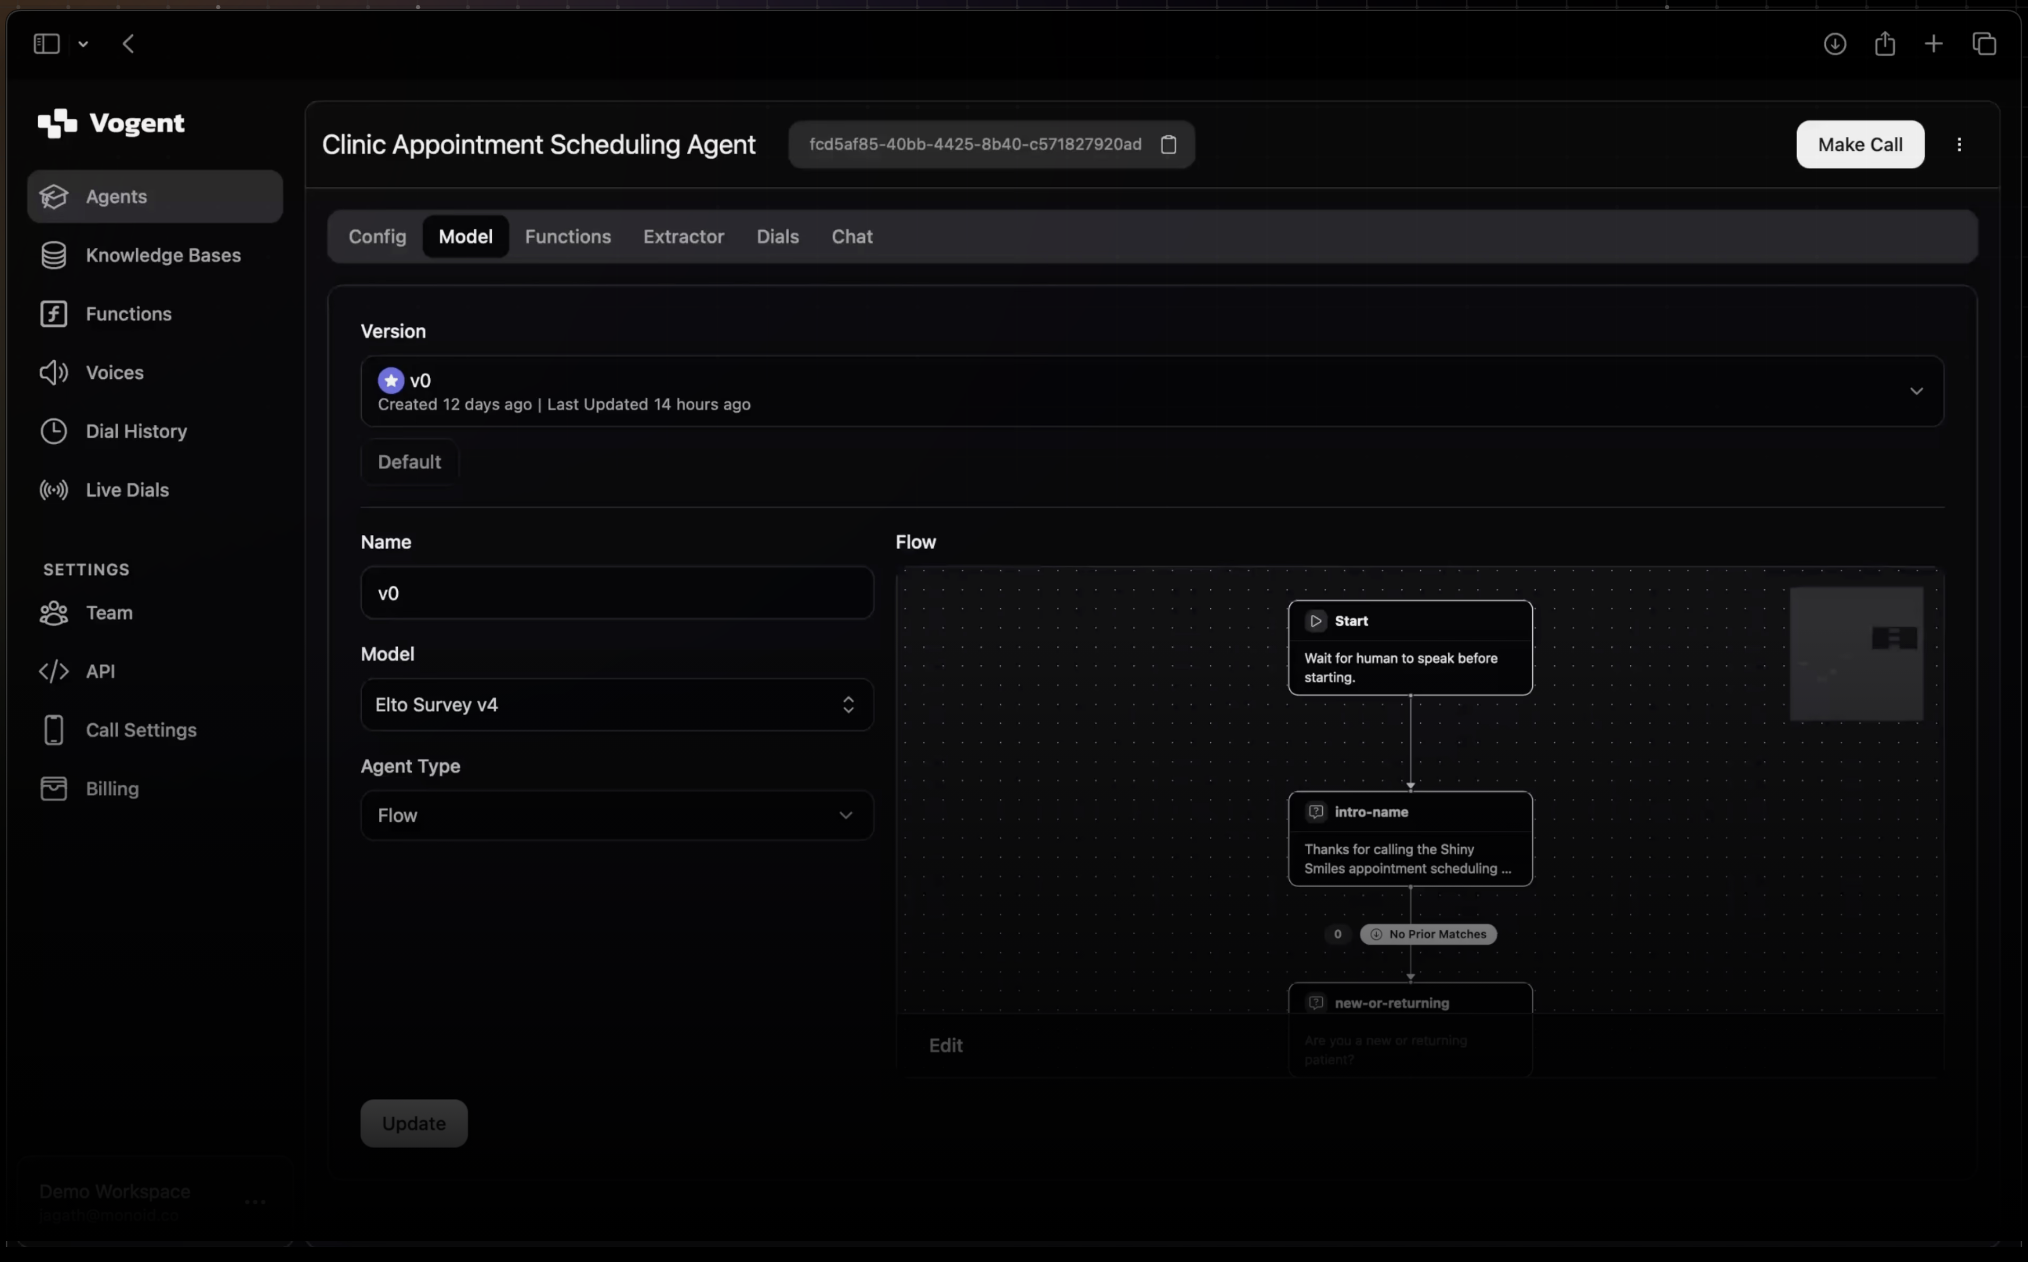 Vogent
Agents
Knowledge Bases
Functions
Voices
Dial History
Live Dials
SETTINGS
Team
API
Call Settings
Billing
Demo Workspace
jagath@monoid.co
Clinic Appointment Scheduling Agent
fcd5af85-40bb-4425-8b40-c571827920ad
Make Call
Config
Model
Functions
Extractor
Dials
Chat
Version
v0
Created 12 days ago | Last Updated 14 hours ago
Default
Name
v0
Model
Elto Survey v4
Agent Type
Flow
Update
Flow
Start
Wait for human to speak before
starting.
intro-name
Thanks for calling the Shiny
Smiles appointment scheduling ...
0
No Prior Matches
new-or-returning
Are you a new or returning
patient?
Edit